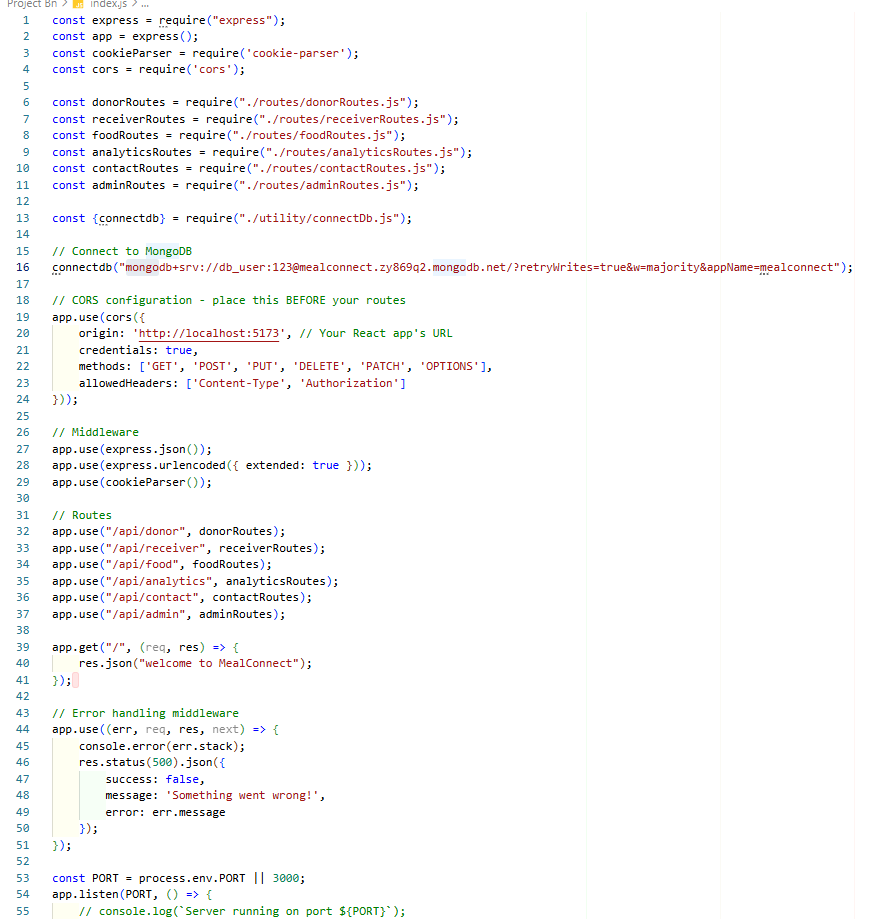 Project Bn > index.js > ...
1 const express = require("express");
2 const app = express();
3 const cookieParser = require('cookie-parser');
4 const cors = require('cors');
5
6 const donorRoutes = require("./routes/donorRoutes.js");
7 const receiverRoutes = require("./routes/receiverRoutes.js");
8 const foodRoutes = require("./routes/foodRoutes.js");
9 const analyticsRoutes = require("./routes/analyticsRoutes.js");
10 const contactRoutes = require("./routes/contactRoutes.js");
11 const adminRoutes = require("./routes/adminRoutes.js");
12
13 const {connectdb} = require("./utility/connectDb.js");
14
15 // Connect to MongoDB
16 connectdb("mongodb+srv://db_user:123@mealconnect.zy869q2.mongodb.net/?retryWrites=true&w=majority&appName=mealconnect");
17
18 // CORS configuration - place this BEFORE your routes
19 app.use(cors({
20     origin: 'http://localhost:5173', // Your React app's URL
21     credentials: true,
22     methods: ['GET', 'POST', 'PUT', 'DELETE', 'PATCH', 'OPTIONS'],
23     allowedHeaders: ['Content-Type', 'Authorization']
24 }));
25
26 // Middleware
27 app.use(express.json());
28 app.use(express.urlencoded({ extended: true }));
29 app.use(cookieParser());
30
31 // Routes
32 app.use("/api/donor", donorRoutes);
33 app.use("/api/receiver", receiverRoutes);
34 app.use("/api/food", foodRoutes);
35 app.use("/api/analytics", analyticsRoutes);
36 app.use("/api/contact", contactRoutes);
37 app.use("/api/admin", adminRoutes);
38
39 app.get("/", (req, res) => {
40     res.json("welcome to MealConnect");
41 });
42
43 // Error handling middleware
44 app.use((err, req, res, next) => {
45     console.error(err.stack);
46     res.status(500).json({
47         success: false,
48         message: 'Something went wrong!',
49         error: err.message
50     });
51 });
52
53 const PORT = process.env.PORT || 3000;
54 app.listen(PORT, () => {
55     // console.log(`Server running on port ${PORT}`);